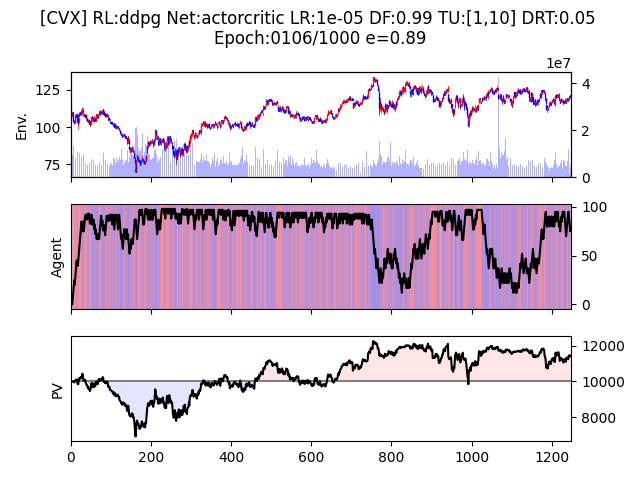 [CVX] RL:ddpg Net:actorcritic LR:1e-05 DF:0.99 TU:[1,10] DRT:0.05
Epoch:0106/1000 e=0.89
1e7
125
100
75
Env.
4
2
0
Agent
100
50
0
PV
12000
10000
8000
0 200 400 600 800 1000 1200